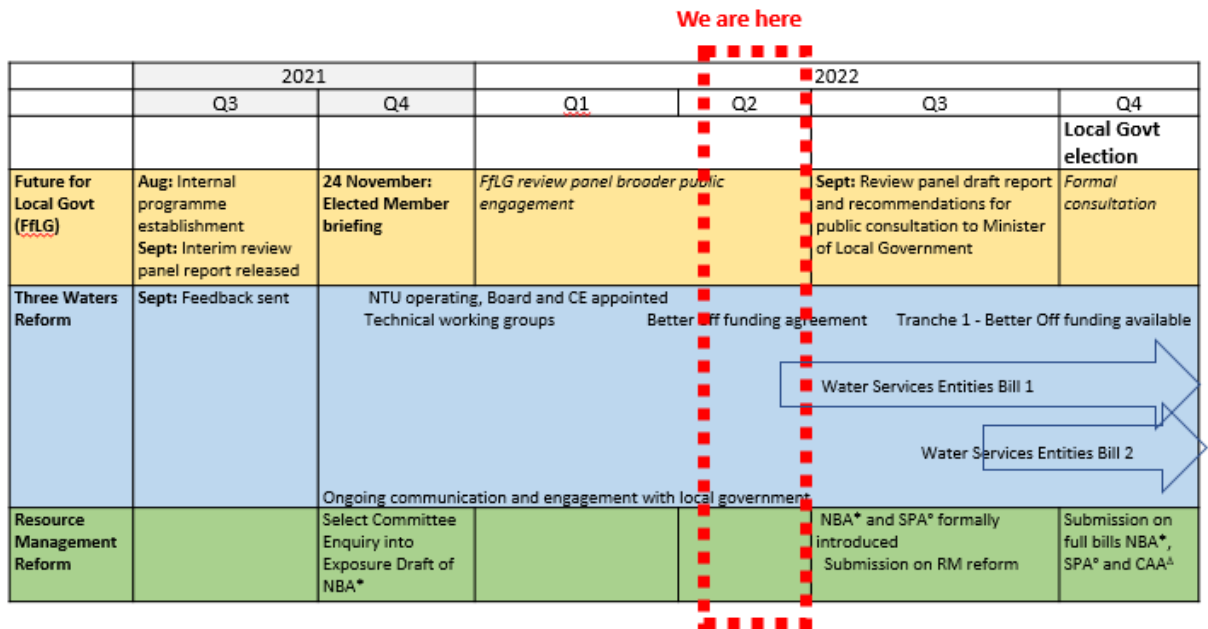 We are here
2021 2022
Q3 Q4 Q1 Q2 Q3 Q4
Local Govt
election
Future for
Local Govt
(FfLG)
Aug: Internal
programme
establishment
Sept: Interim review
panel report released
24 November:
Elected Member
briefing
FfLG review panel broader public
engagement
Sept: Review panel draft report
and recommendations for
public consultation to Minister
of Local Government
Formal
consultation
Three Waters
Reform
Sept: Feedback sent
NTU operating, Board and CE appointed
Technical working groups
Better Off funding agreement
Tranche 1 - Better Off funding available
Water Services Entities Bill 1
Water Services Entities Bill 2
Ongoing communication and engagement with local government
Resource
Management
Reform
Select Committee
Enquiry into
Exposure Draft of
NBA*
NBA* and SPA° formally
introduced
Submission on RM reform
Submission on
full bills NBA*,
SPA° and CAA∆